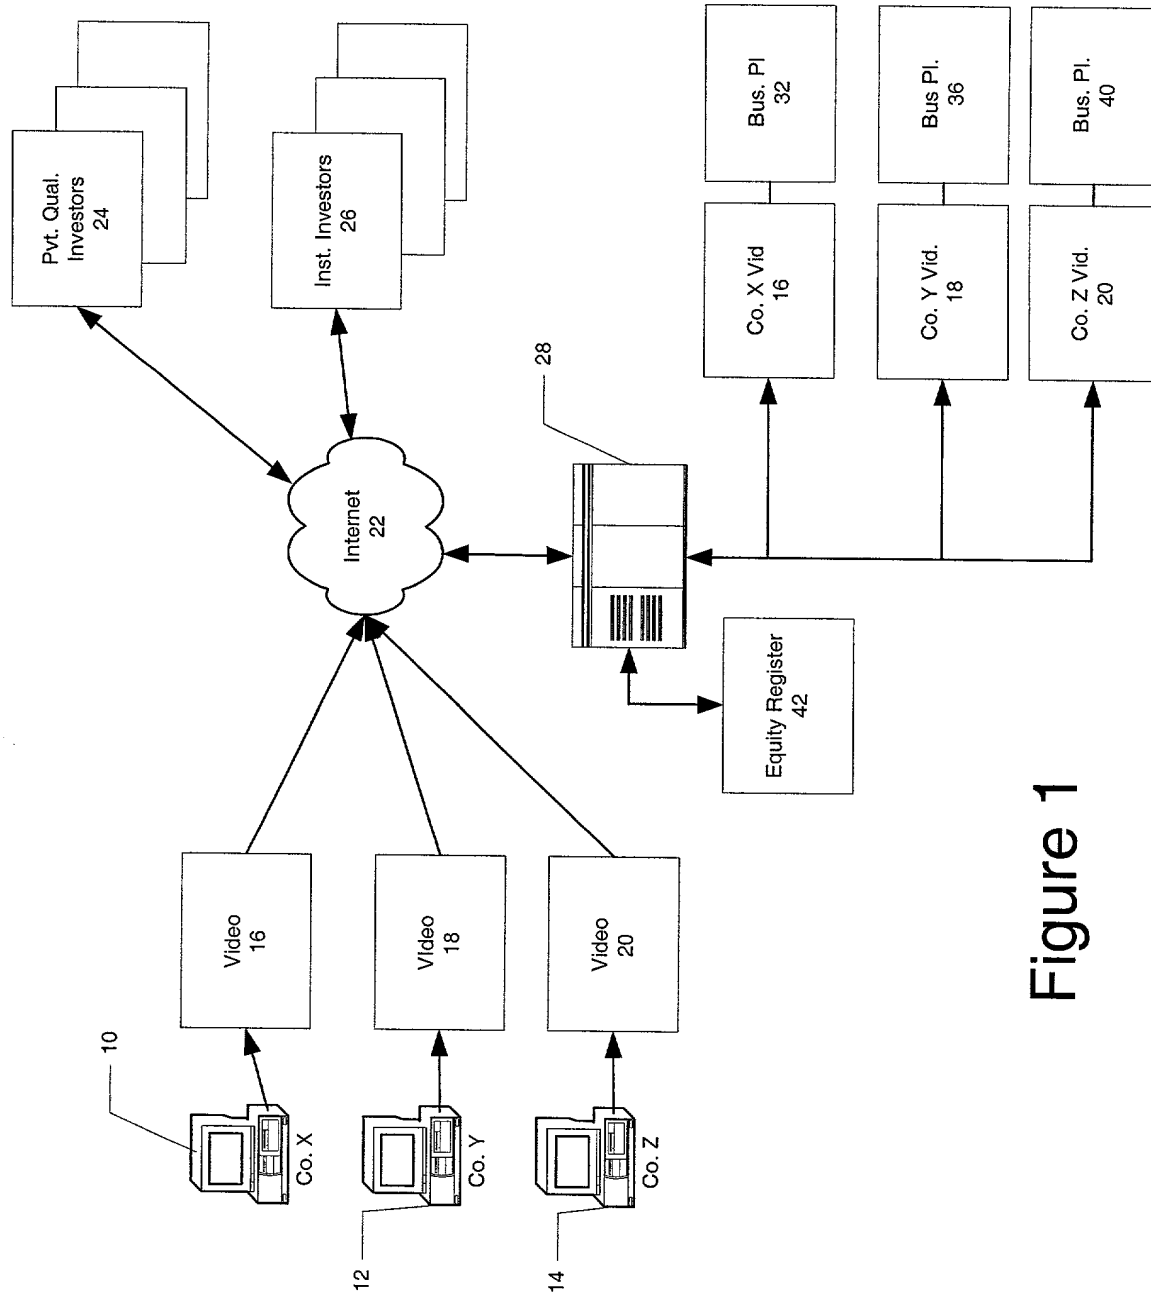 10
Co. X
12
Co. Y
14
Co. Z
Video
16
VIdeo
18
Video
20
Internet
22
Pvt. Qual.
Investors
24
Inst. Investors
26
28
Equity Register
42
Co. X Vid
16
Bus. Pl
32
Co. Y Vid.
18
Bus Pl.
36
Co. Z Vid.
20
Bus. Pl.
40
Figure 1